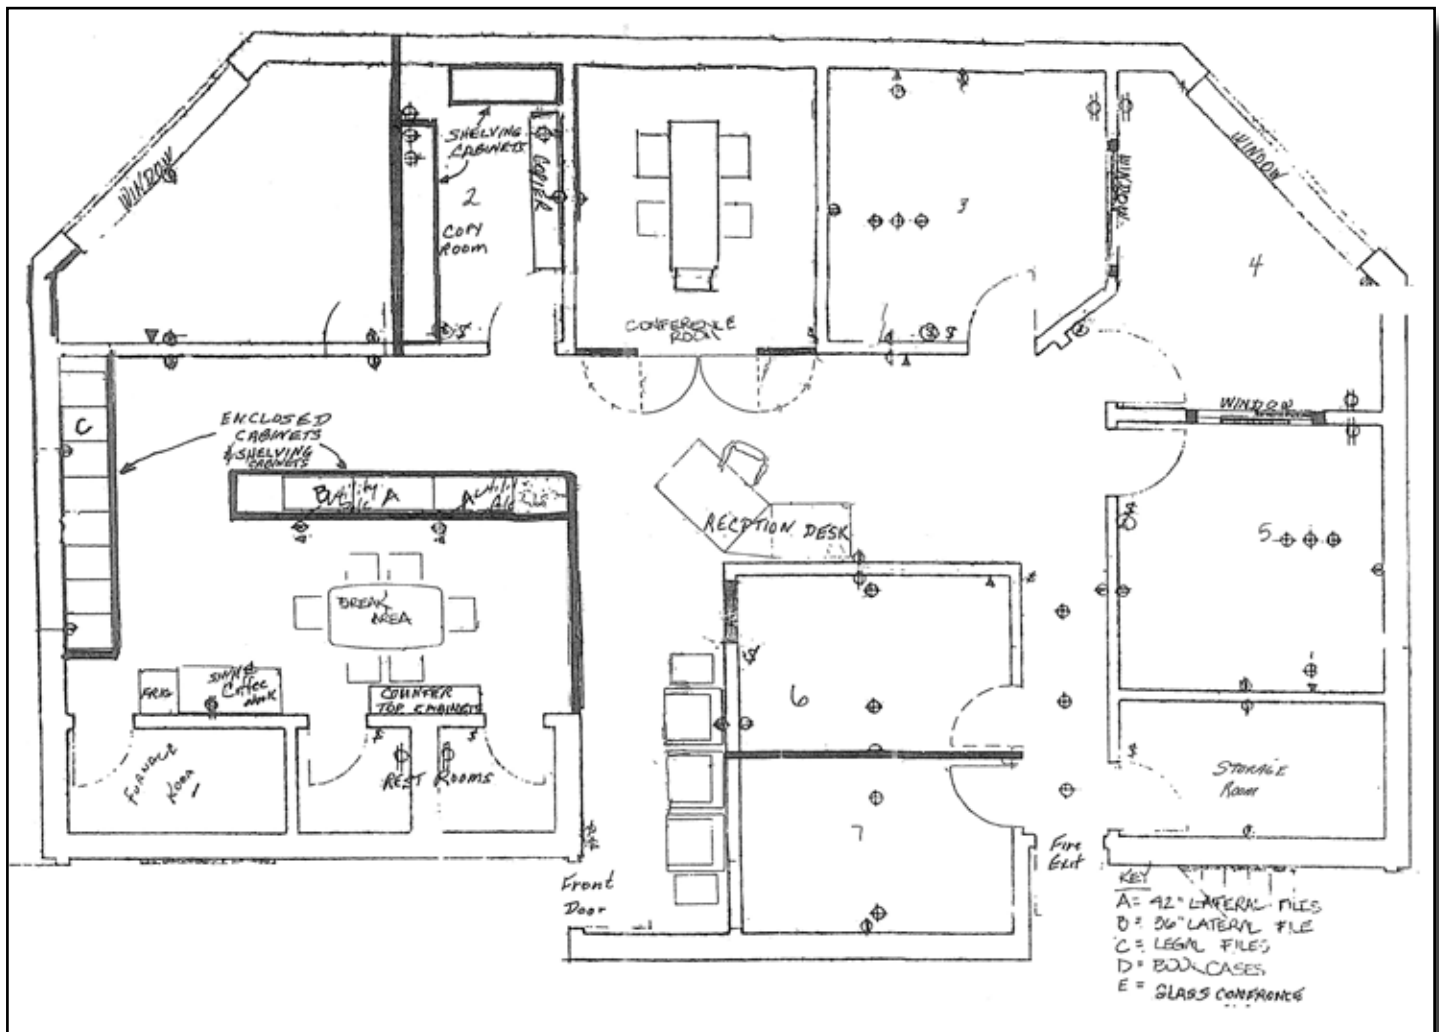 WINDOW
SHELVING
CABINETS
COPIER
2
COPY
ROOM
CONFERENCE
ROOM
3
WINDOW
WINDOW
4
WINDOW
C
ENCLOSED
CABINETS
& SHELVING
CABINETS
B
A
A
RECPTION DESK
5
BREAK
AREA
FRIG
SINK &
Coffee
COUNTER
TOP CABINETS
6
FURNACE
ROOM
1
REST ROOMS
STORAGE
Room
7
Front
Door
Fire
Exit
KEY
A= 42" LATERAL FILES
B= 36" LATERAL FILE
C= LEGAL FILES
D= BOOKCASES
E= GLASS CONFRONCE